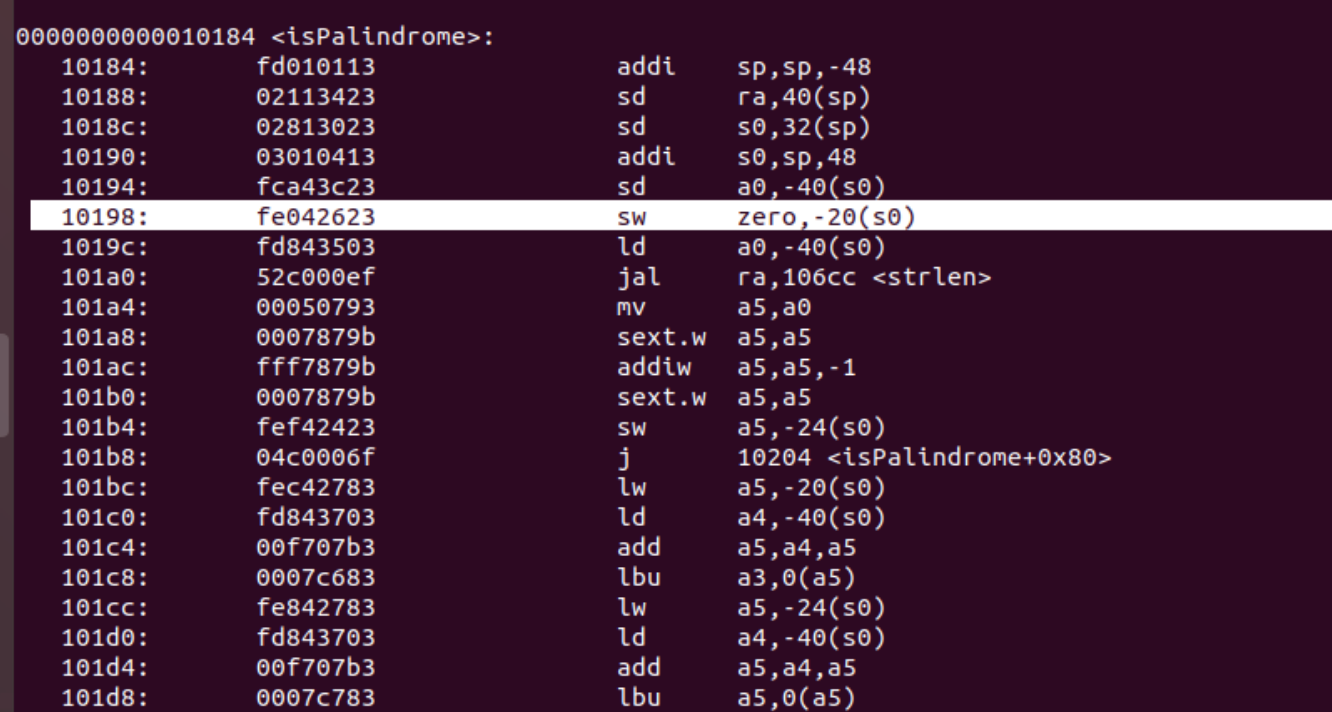 0000000000010184 <isPalindrome>:
10184: fd010113 addi sp,sp,-48
10188: 02113423 sd ra,40(sp)
1018c: 02813023 sd s0,32(sp)
10190: 03010413 addi s0,sp,48
10194: fca43c23 sd a0,-40(s0)
10198: fe042623 sw zero,-20(s0)
1019c: fd843503 ld a0,-40(s0)
101a0: 52c000ef jal ra,106cc <strlen>
101a4: 00050793 mv a5,a0
101a8: 0007879b sext.w a5,a5
101ac: fff7879b addiw a5,a5,-1
101b0: 0007879b sext.w a5,a5
101b4: fef42423 sw a5,-24(s0)
101b8: 04c0006f j 10204 <isPalindrome+0x80>
101bc: fec42783 lw a5,-20(s0)
101c0: fd843703 ld a4,-40(s0)
101c4: 00f707b3 add a5,a4,a5
101c8: 0007c683 lbu a3,0(a5)
101cc: fe842783 lw a5,-24(s0)
101d0: fd843703 ld a4,-40(s0)
101d4: 00f707b3 add a5,a4,a5
101d8: 0007c783 lbu a5,0(a5)